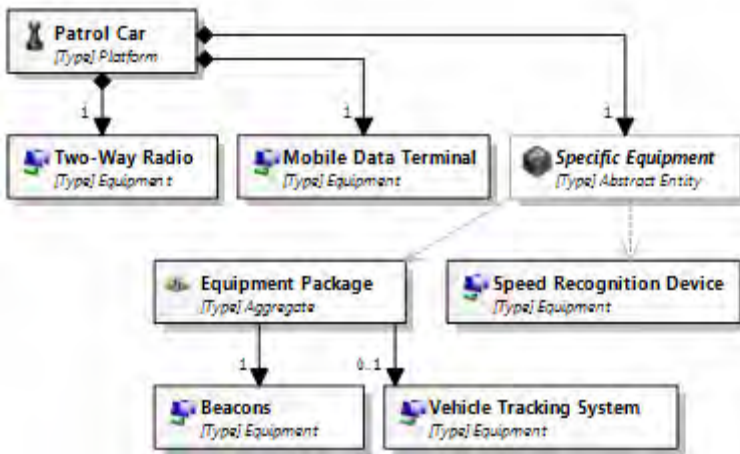 Patrol Car
[Type] Platform
1
1
1
Two-Way Radio
[Type] Equipment
Mobile Data Terminal
[Type] Equipment
Specific Equipment
[Type] Abstract Entity
Equipment Package
[Type] Aggregate
Speed Recognition Device
[Type] Equipment
1
0..1
Beacons
[Type] Equipment
Vehicle Tracking System
[Type] Equipment